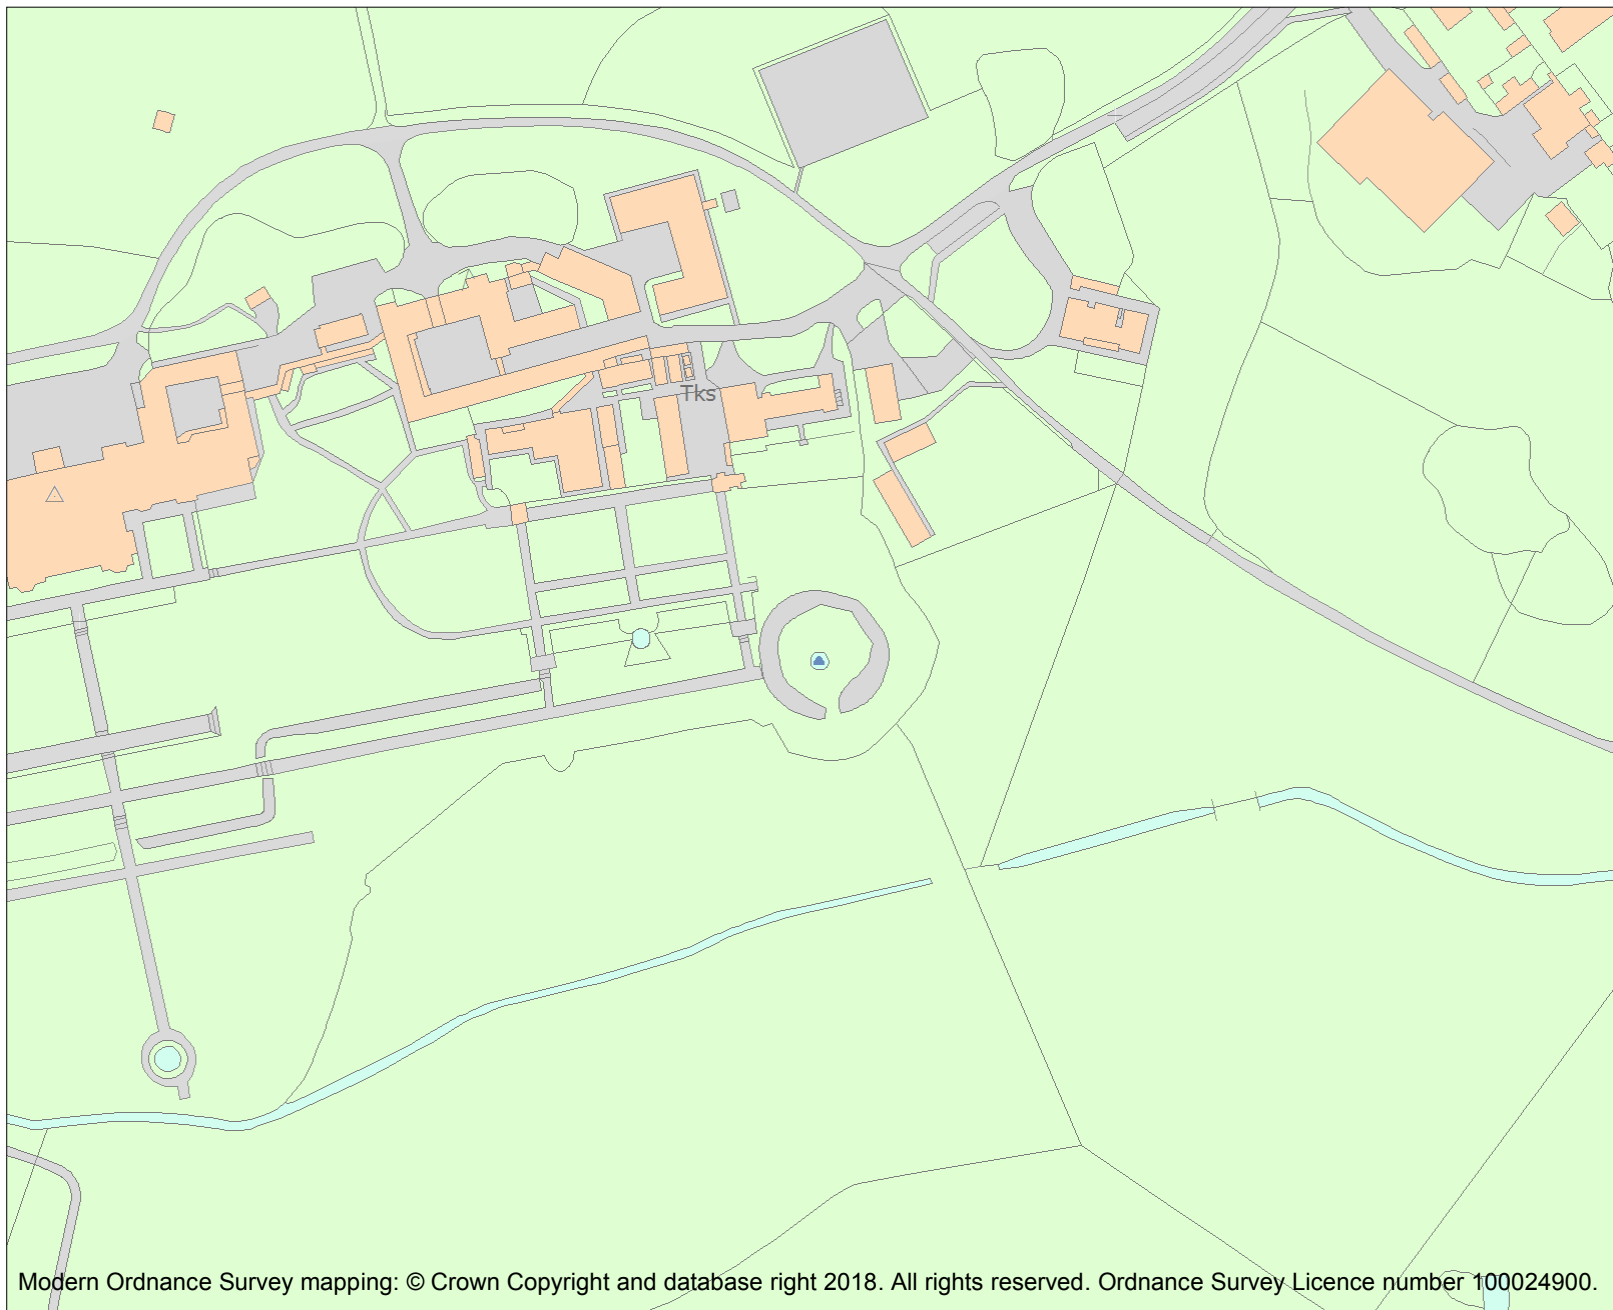 Tks
Modern Ordnance Survey mapping: © Crown Copyright and database right 2018. All rights reserved. Ordnance Survey Licence number 100024900.